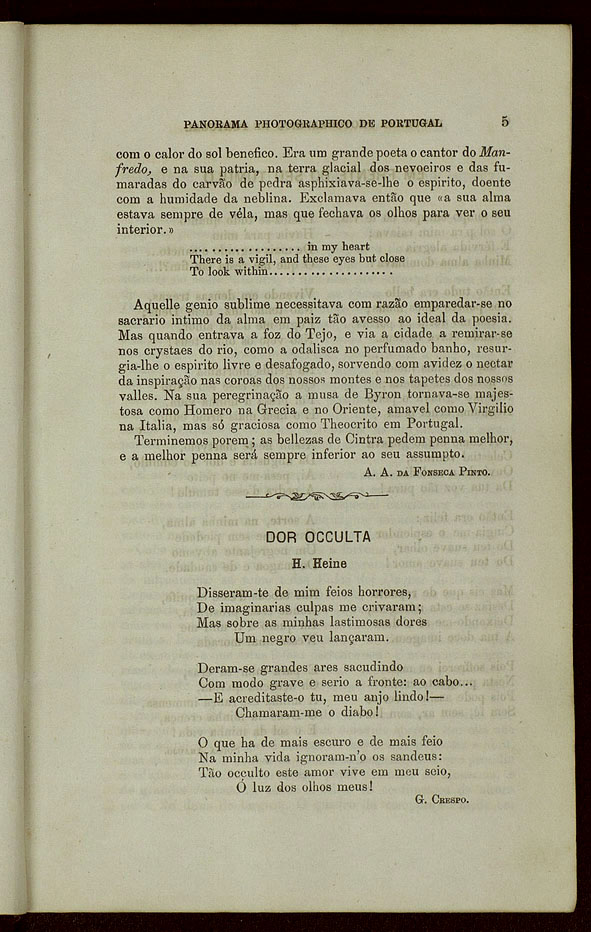 PANORAMA PHOTOGRAPHICO DE PORTUGAL 5
com o calor do sol benefico. Era um grande poeta o cantor do Man-
fredo, e na sua patria, na terra glacial dos nevoeiros e das fu-
maradas do carvão de pedra asphixiava-se-lhe o espirito, doente
com a humidade da neblina. Exclamava então que «a sua alma
estava sempre de véla, mas que fechava os olhos para ver o seu
interior.»
................... in my heart
There is a vigil, and these eyes but close
To look within.....................
Aquelle genio sublime necessitava com razão emparedar-se no
sacrário intimo da alma em paiz tão avesso ao ideal da poesia.
Mas quando entrava a foz do Tejo, e via a cidade a remirar-se
nos crystaes do rio, como a odalisca no perfumado banho, resur-
gia-lhe o espirito livre e desafogado, sorvendo com avidez o nectar
da inspiração nas coroas dos nossos montes e nos tapetes dos nossos
valles. Na sua peregrinação a musa de Byron tornava-se majes-
tosa como Homero na Grecia e no Oriente, amavel como Virgilio
na Italia, mas só graciosa como Theocrito em Portugal.
Terminemos porem; as bellezas de Cintra pedem penna melhor,
e a melhor penna será sempre inferior ao seu assumpto.
A. A. DA FONSECA PINTO.
DOR OCCULTA
H. Heine
Disseram-te de mim feios horrores,
De imaginarias culpas me crivaram;
Mas sobre as minhas lastimosas dores
Um negro veu lançaram.
Deram-se grandes ares sacudindo
Com modo grave e serio a fronte: ao cabo...
—E acreditaste-o tu, meu anjo lindo!—
Chamaram-me o diabo!
O que ha de mais escuro e de mais feio
Na minha vida ignoram-n'o os sandeus:
Tão occulto este amor vive em meu seio,
Ó luz dos olhos meus!
G. CRESPO.